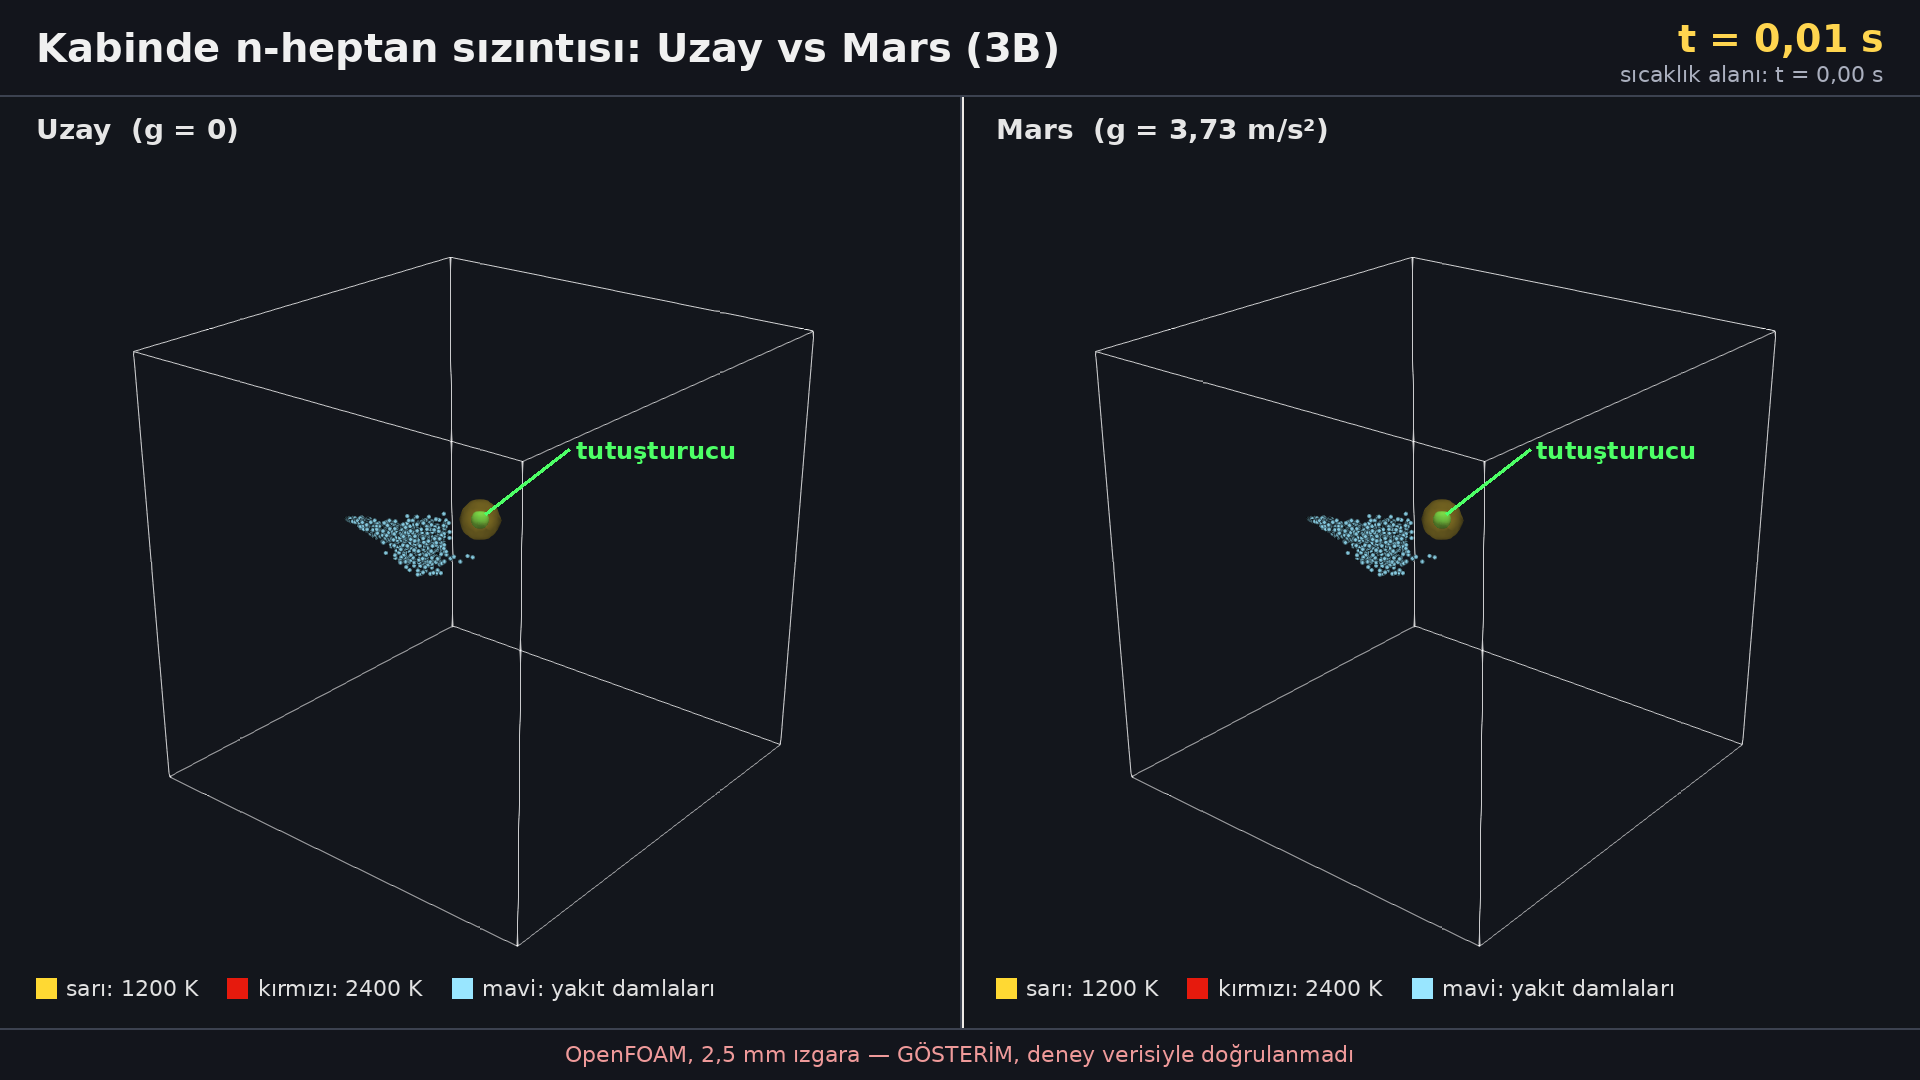 Kabinde n-heptan sızıntısı: Uzay vs Mars (3B)
t = 0,01 s
sıcaklık alanı: t = 0,00 s
Uzay (g = 0)
tutuşturucu
sarı: 1200 K kırmızı: 2400 K mavi: yakıt damlaları
Mars (g = 3,73 m/s²)
tutuşturucu
sarı: 1200 K kırmızı: 2400 K mavi: yakıt damlaları
OpenFOAM, 2,5 mm ızgara — GÖSTERİM, deney verisiyle doğrulanmadı